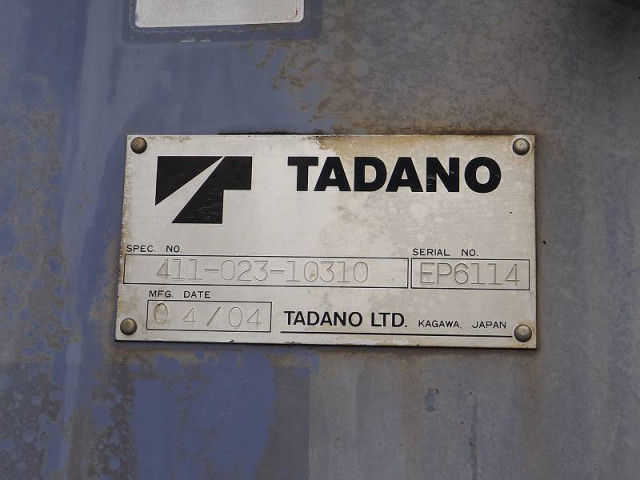 TADANO
SPEC. NO.
411-023-10310
SERIAL NO.
EP6114
MFG. DATE
04/04
TADANO LTD. KAGAWA, JAPAN